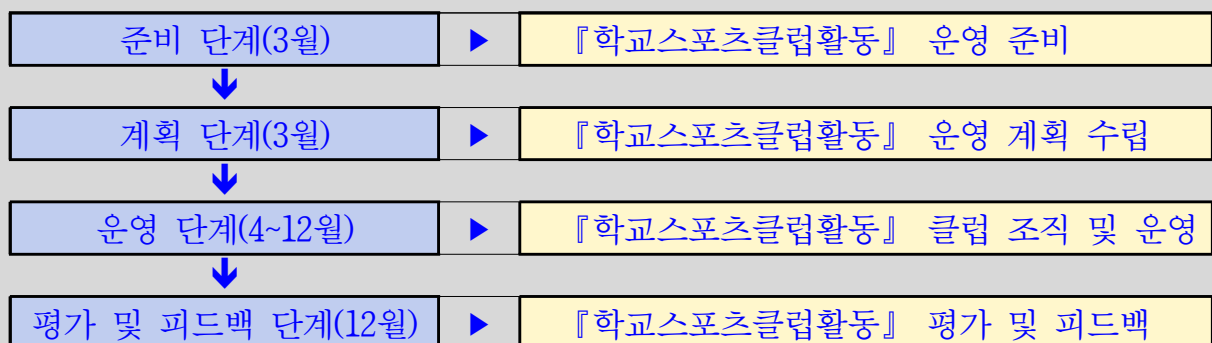 준비 단계(3월) ▶ 『학교스포츠클럽활동』 운영 준비
계획 단계(3월) ▶ 『학교스포츠클럽활동』 운영 계획 수립
운영 단계(4~12월) ▶ 『학교스포츠클럽활동』 클럽 조직 및 운영
평가 및 피드백 단계(12월) ▶ 『학교스포츠클럽활동』 평가 및 피드백